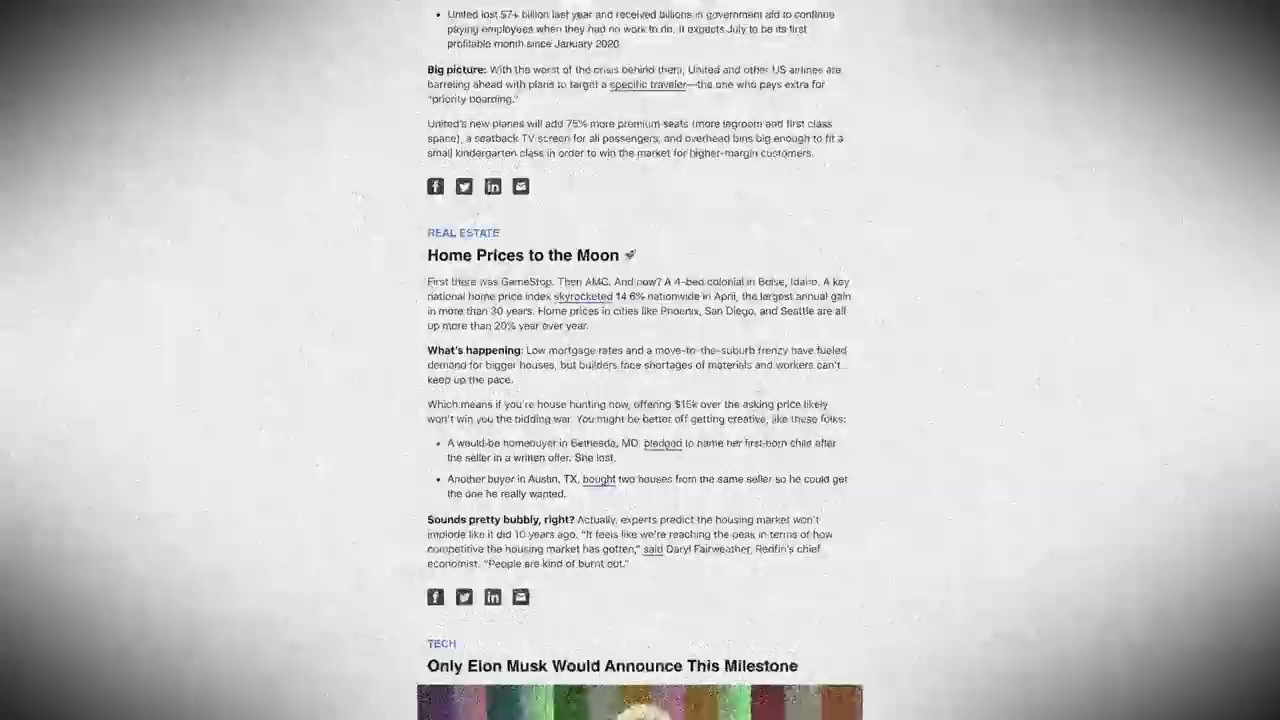 United lost $7+ billion last year and received billions in government aid to continue
paying employees when they had no work to do. It expects July to be its first
profitable month since January 2020
Big picture: With the worst of the crisis behind them, United and other US airlines are
barreling ahead with plans to target a specific traveler—the one who pays extra for
"priority boarding."
United's new planes will add 75% more premium seats (more legroom and first class
space), a seatback TV screen for all passengers, and overhead bins big enough to fit a
small kindergarten class in order to win the market for higher-margin customers.
REAL ESTATE
Home Prices to the Moon
First there was GameStop. Then AMC. And now? A 4-bed colonial in Boise, Idaho. A key
national home price index skyrocketed 14.6% nationwide in April, the largest annual gain
in more than 30 years. Home prices in cities like Phoenix, San Diego, and Seattle are all
up more than 20% year over year.
What's happening: Low mortgage rates and a move-to-the-suburb frenzy have fueled
demand for bigger houses, but builders face shortages of materials and workers can't
keep up the pace.
Which means if you're house hunting now, offering $15k over the asking price likely
won't win you the bidding war. You might be better off getting creative, like these folks:
A would-be homebuyer in Bethesda, MD, pledged to name her first-born child after
the seller in a written offer. She lost.
Another buyer in Austin, TX, bought two houses from the same seller so he could get
the one he really wanted.
Sounds pretty bubbly, right? Actually, experts predict the housing market won't
implode like it did 10 years ago. "It feels like we're reaching the peak in terms of how
competitive the housing market has gotten," said Daryl Fairweather, Redfin's chief
economist. "People are kind of burnt out."
TECH
Only Elon Musk Would Announce This Milestone